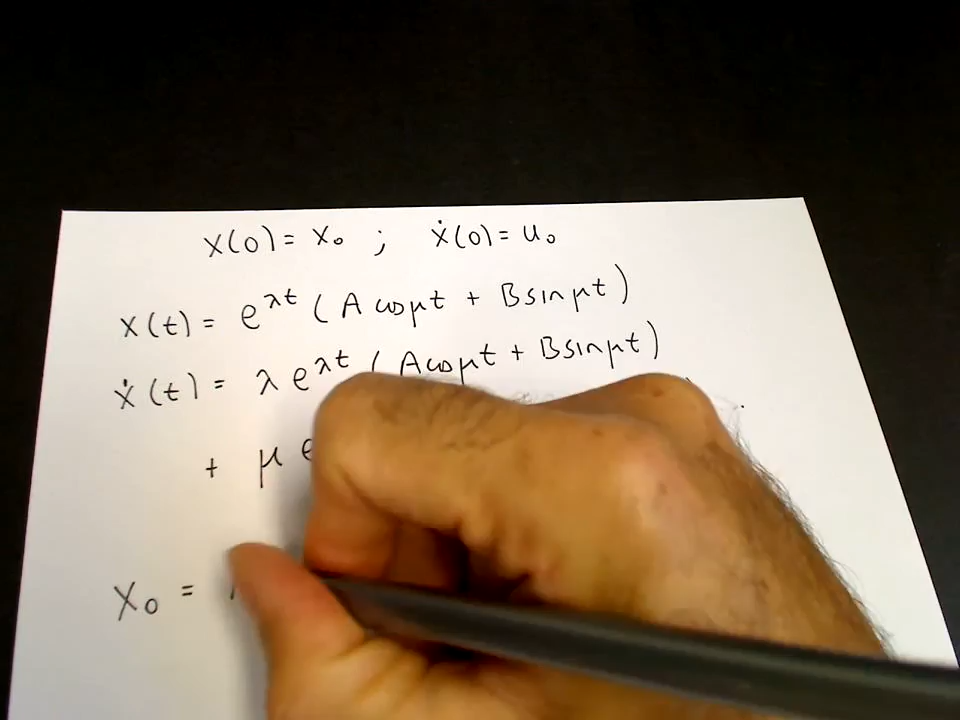 x(0) = x₀ ; ẋ(0) = u₀
x(t) = e^λt (A cos μt + B sin μt)
ẋ(t) = λ e^λt (A cos μt + B sin μt)
+ μ e
x₀ =